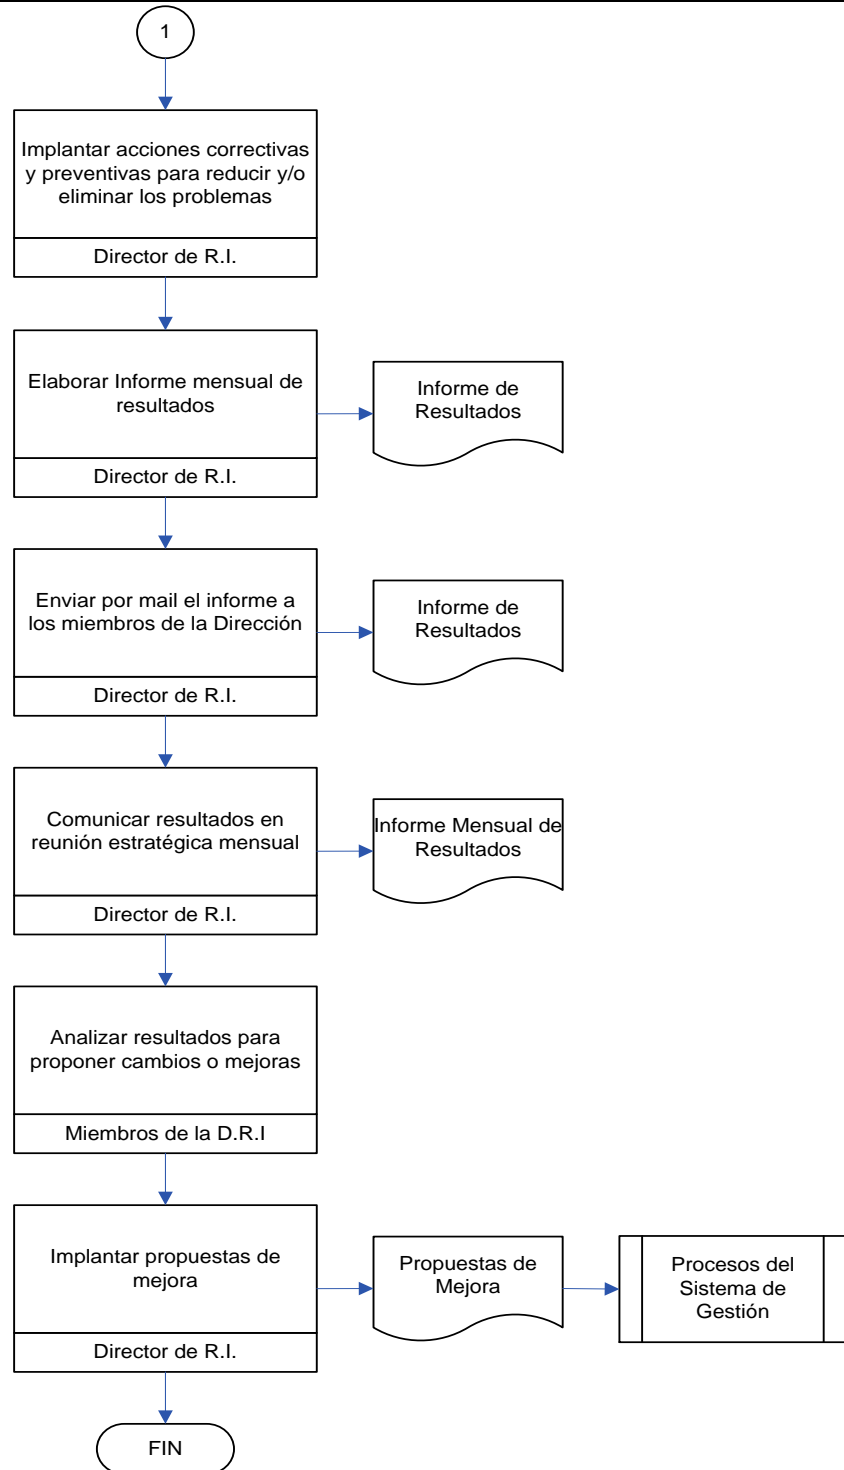 1
Implantar acciones correctivas
y preventivas para reducir y/o
eliminar los problemas
Director de R.I.
Elaborar Informe mensual de
resultados
Director de R.I.
Informe de
Resultados
Enviar por mail el informe a
los miembros de la Dirección
Director de R.I.
Informe de
Resultados
Comunicar resultados en
reunión estratégica mensual
Director de R.I.
Informe Mensual de
Resultados
Analizar resultados para
proponer cambios o mejoras
Miembros de la D.R.I
Implantar propuestas de
mejora
Director de R.I.
Propuestas de
Mejora
Procesos del
Sistema de
Gestión
FIN